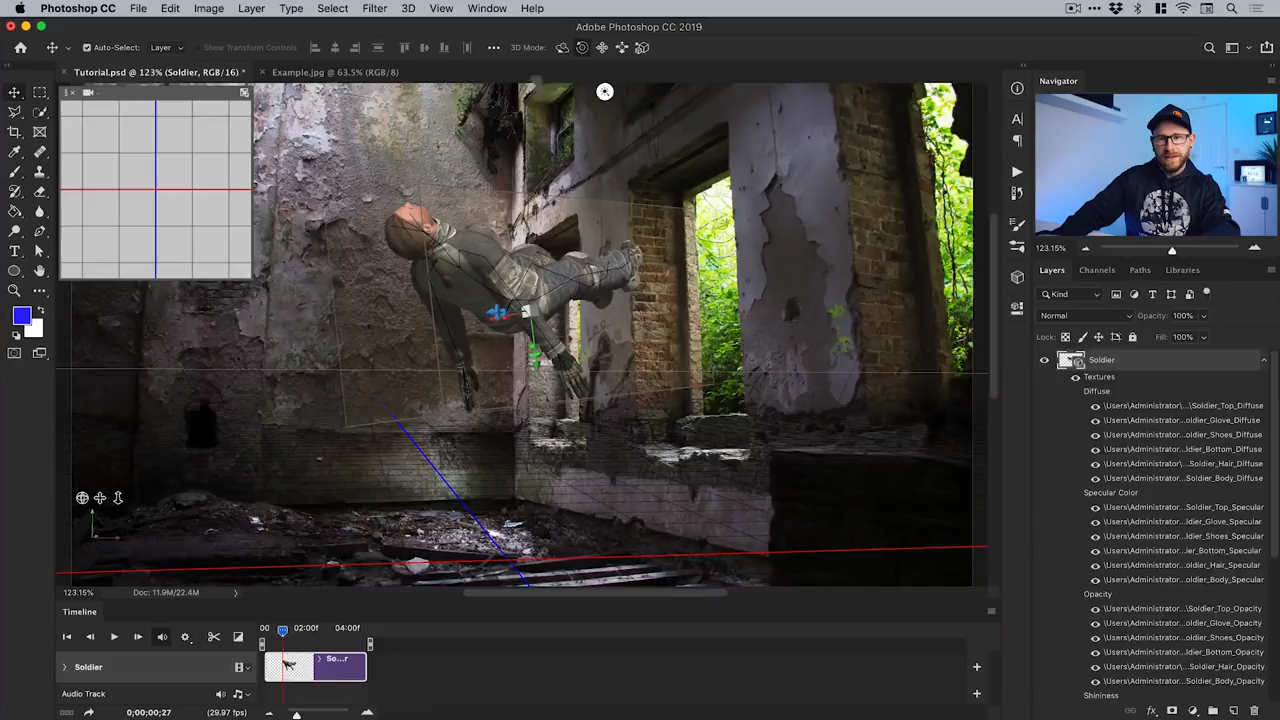 Photoshop CC File Edit Image Layer Type Select Filter 3D View Window Help
Adobe Photoshop CC 2019
Auto-Select: Layer Show Transform Controls 3D Mode:
Tutorial.psd @ 123% (Soldier, RGB/16) * Example.jpg @ 63.5% (RGB/8)
Navigator
123.15%
Layers Channels Paths Libraries
Kind
Normal Opacity: 100%
Lock: Fill: 100%
Soldier
Textures
Diffuse
\Users\Administrator...\Soldier_Top_Diffuse
\Users\Administrator...oldier_Glove_Diffuse
\Users\Administrator...oldier_Shoes_Diffuse
\Users\Administrator...ldier_Bottom_Diffuse
\Users\Administrator...Soldier_Hair_Diffuse
\Users\Administrator...Soldier_Body_Diffuse
Specular Color
\Users\Administrator...Soldier_Top_Specular
\Users\Administrator...ldier_Glove_Specular
\Users\Administrator...ldier_Shoes_Specular
\Users\Administrator...ier_Bottom_Specular
\Users\Administrator...oldier_Hair_Specular
\Users\Administrator...oldier_Body_Specular
Opacity
\Users\Administrator...\Soldier_Top_Opacity
\Users\Administrator...oldier_Glove_Opacity
\Users\Administrator...oldier_Shoes_Opacity
\Users\Administrator...ldier_Bottom_Opacity
\Users\Administrator...Soldier_Hair_Opacity
\Users\Administrator...Soldier_Body_Opacity
Shininess
123.15% Doc: 11.9M/22.4M
Timeline
00 02:00f 04:00f
Soldier So...r
Audio Track
0;00;00;27 (29.97 fps)